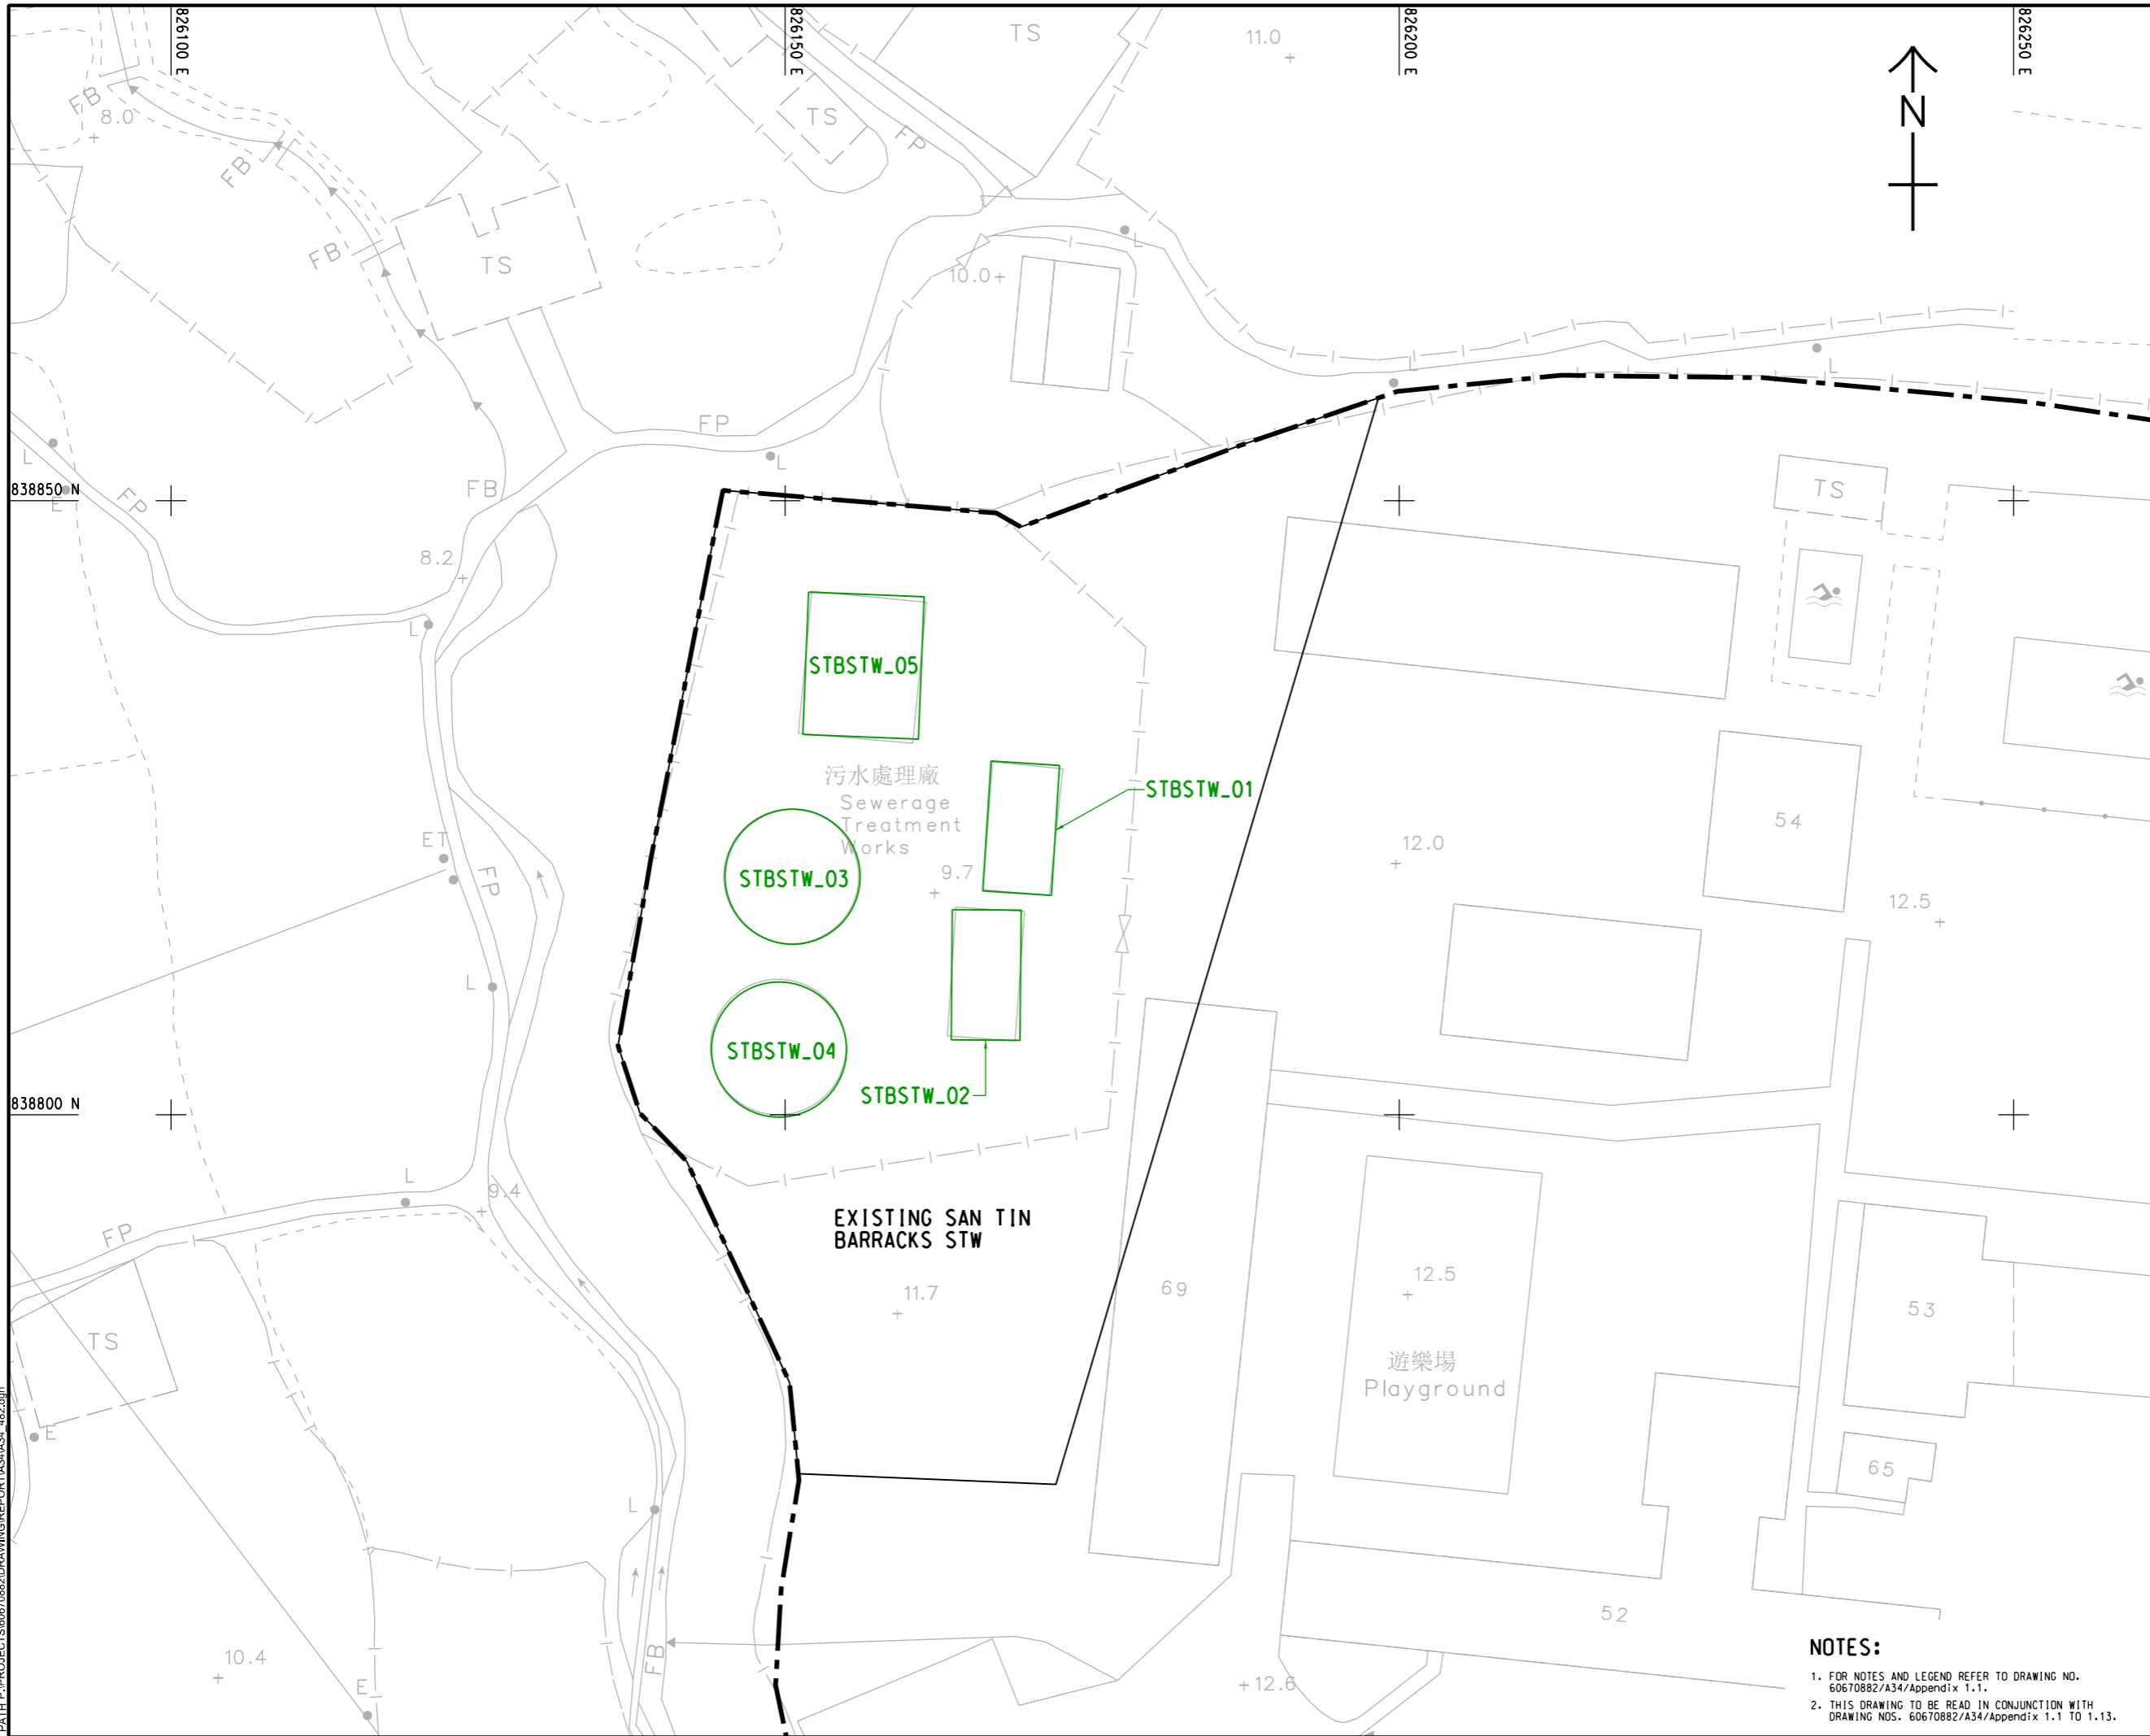 826100 E
826150 E
826200 E
826250 E
TS
11.0
FB
8.0
TS
FP
N
FB
FB
TS
L
10.0
L
L
FP
L
L
838850 N
E
FP
FB
TS
8.2
L
STBSTW_05
污水處理廠
Sewerage
Treatment
Works
STBSTW_01
54
ET
FP
12.0
9.7
STBSTW_03
12.5
L
STBSTW_04
STBSTW_02
838800 N
L
9.4
FP
EXISTING SAN TIN
BARRACKS STW
11.7
69
12.5
53
TS
遊樂場
Playground
E
65
L
52
FB
10.4
E
12.6
NOTES:
1. FOR NOTES AND LEGEND REFER TO DRAWING NO.
60670882/A34/Appendix 1.1.
2. THIS DRAWING TO BE READ IN CONJUNCTION WITH
DRAWING NOS. 60670882/A34/Appendix 1.1 TO 1.13.